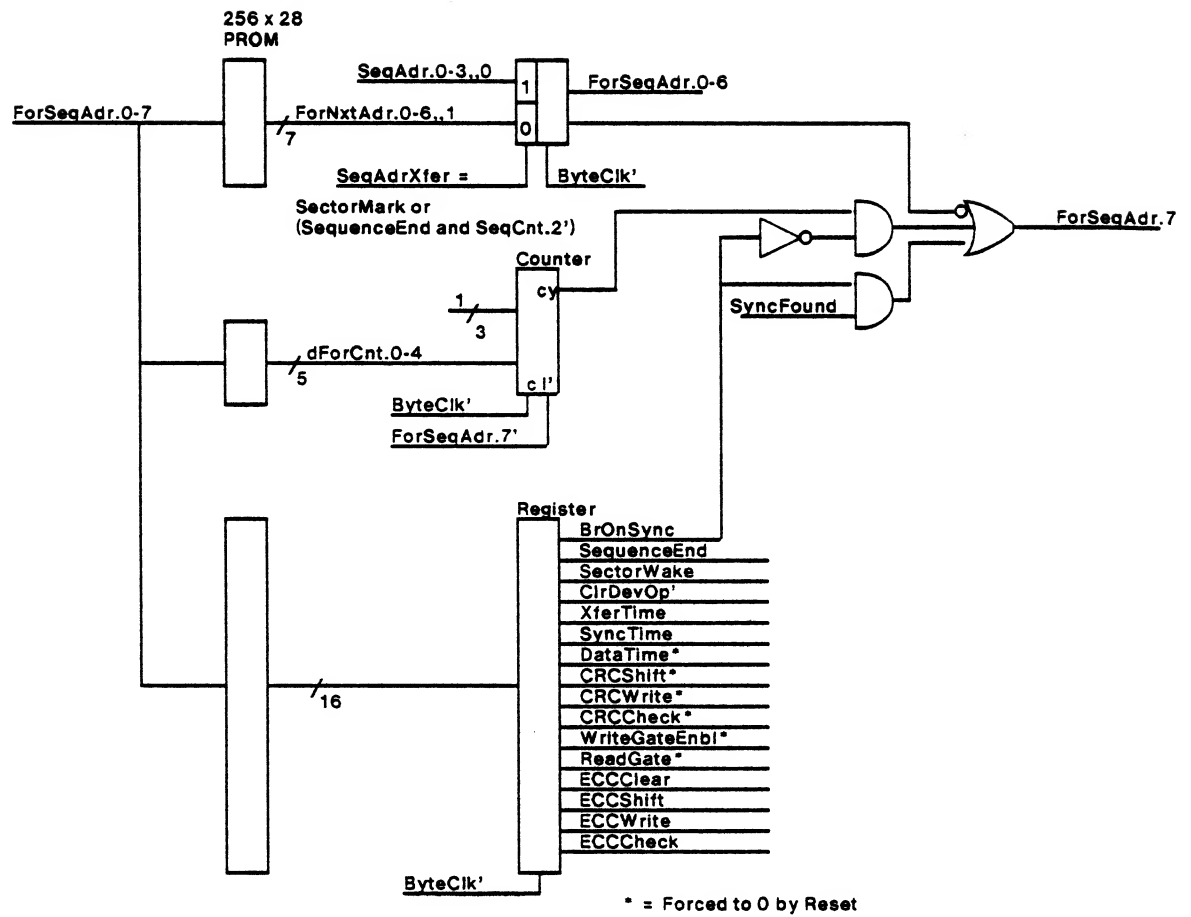 256 x 28
PROM
SeqAdr.0-3,,0
1
ForSeqAdr.0-6
ForSeqAdr.0-7
ForNxtAdr.0-6,,1
7
0
SeqAdrXfer =
ByteClk'
SectorMark or
(SequenceEnd and SeqCnt.2')
ForSeqAdr.7
Counter
cy
1
3
SyncFound
dForCnt.0-4
5
cl'
ByteClk'
ForSeqAdr.7'
Register
BrOnSync
SequenceEnd
SectorWake
ClrDevOp'
XferTime
SyncTime
DataTime*
CRCShift*
16
CRCWrite*
CRCCheck*
WriteGateEnbl*
ReadGate*
ECCClear
ECCShift
ECCWrite
ECCCheck
ByteClk'
* = Forced to 0 by Reset